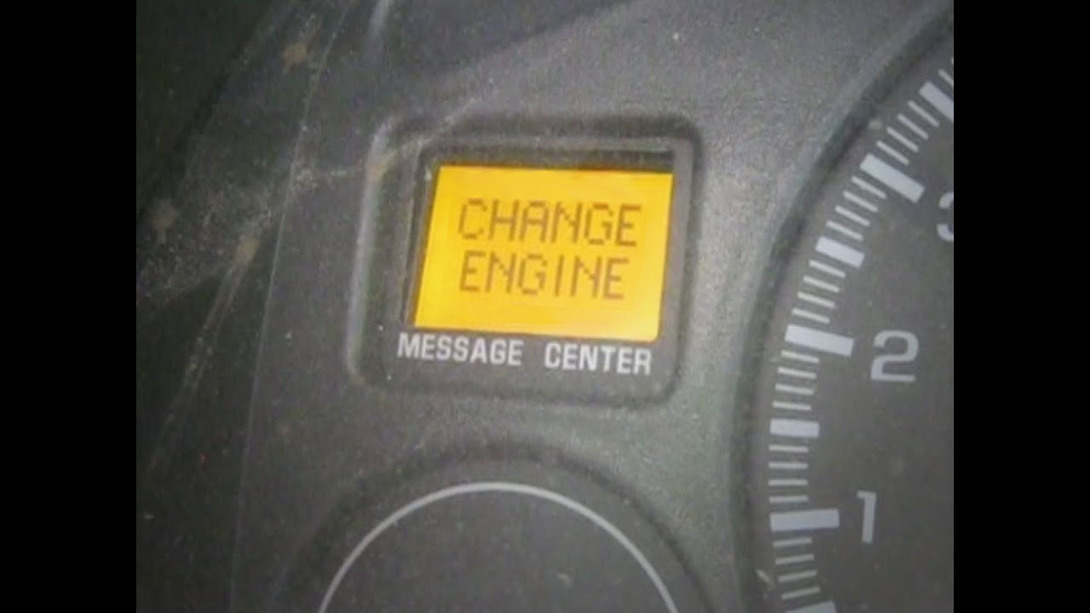 CHANGE
ENGINE
MESSAGE CENTER
3
2
1